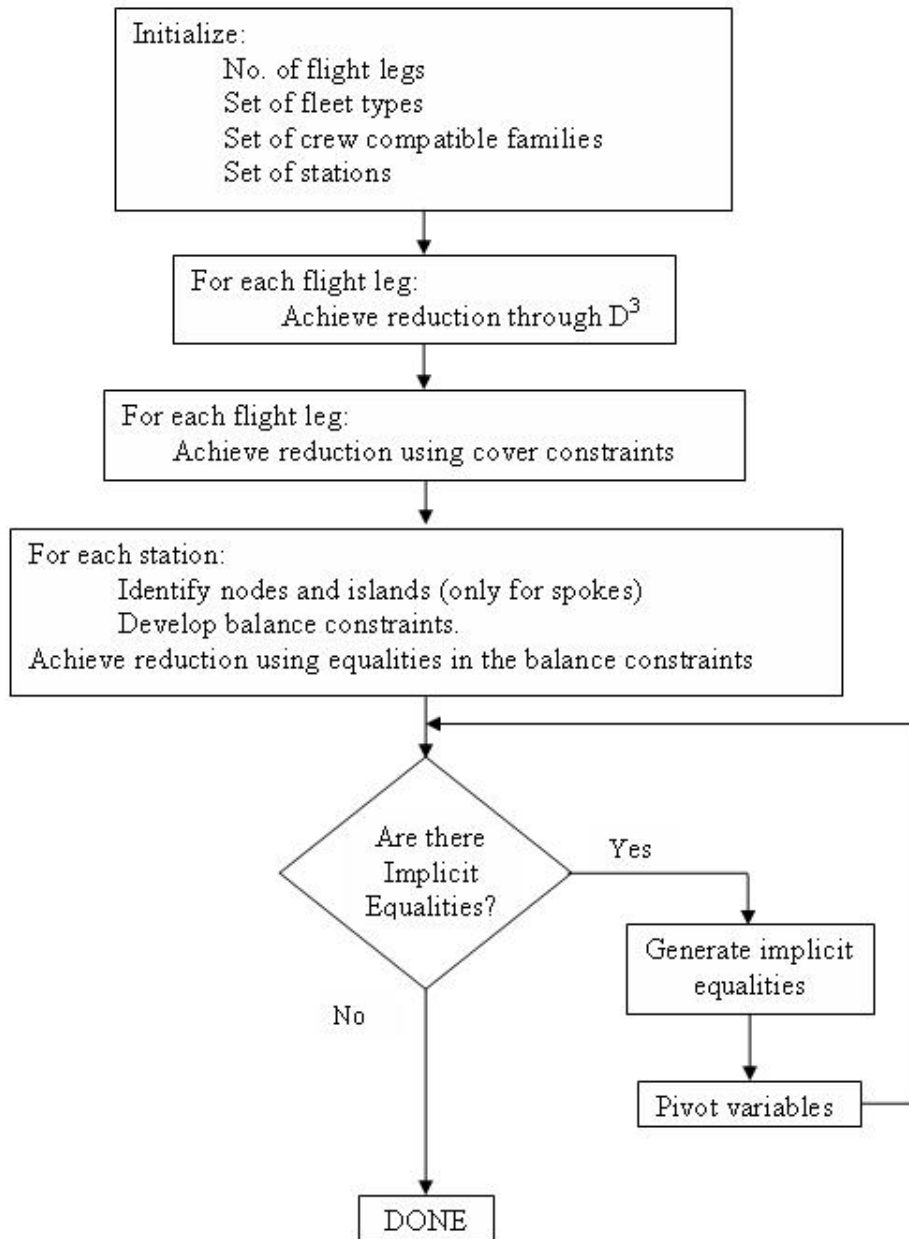 Initialize:
No. of flight legs
Set of fleet types
Set of crew compatible families
Set of stations
For each flight leg:
Achieve reduction through D³
For each flight leg:
Achieve reduction using cover constraints
For each station:
Identify nodes and islands (only for spokes)
Develop balance constraints.
Achieve reduction using equalities in the balance constraints
Are there
Implicit
Equalities?
Yes
Generate implicit
equalities
No
Pivot variables
DONE